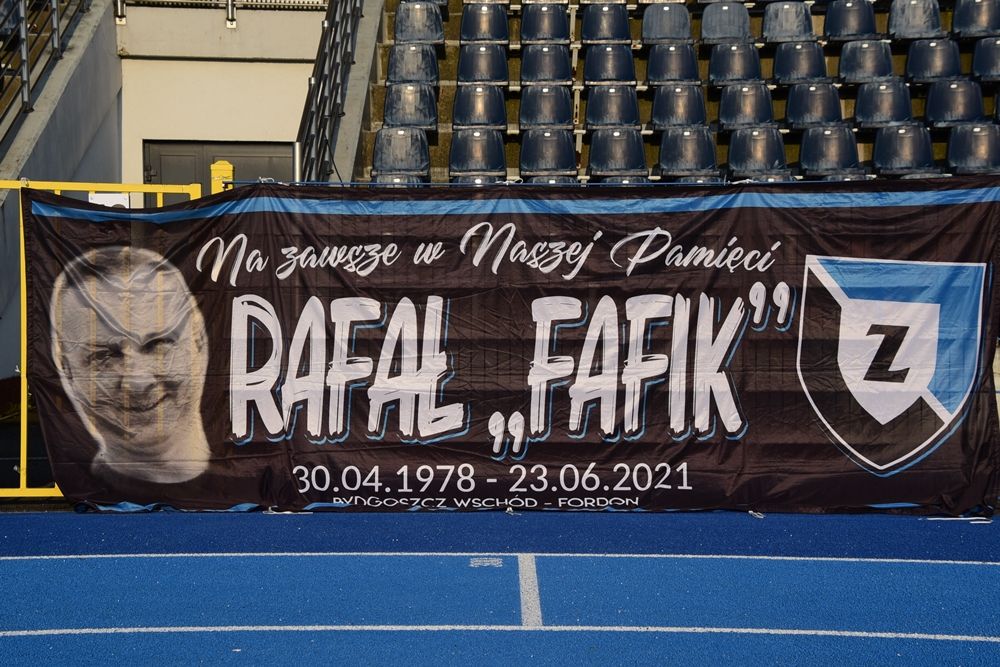 Na zawsze w Naszej Pamięci
RAFAŁ „FAFIK”
Z
30.04.1978 - 23.06.2021
BYDGOSZCZ WSCHÓD - FORDON